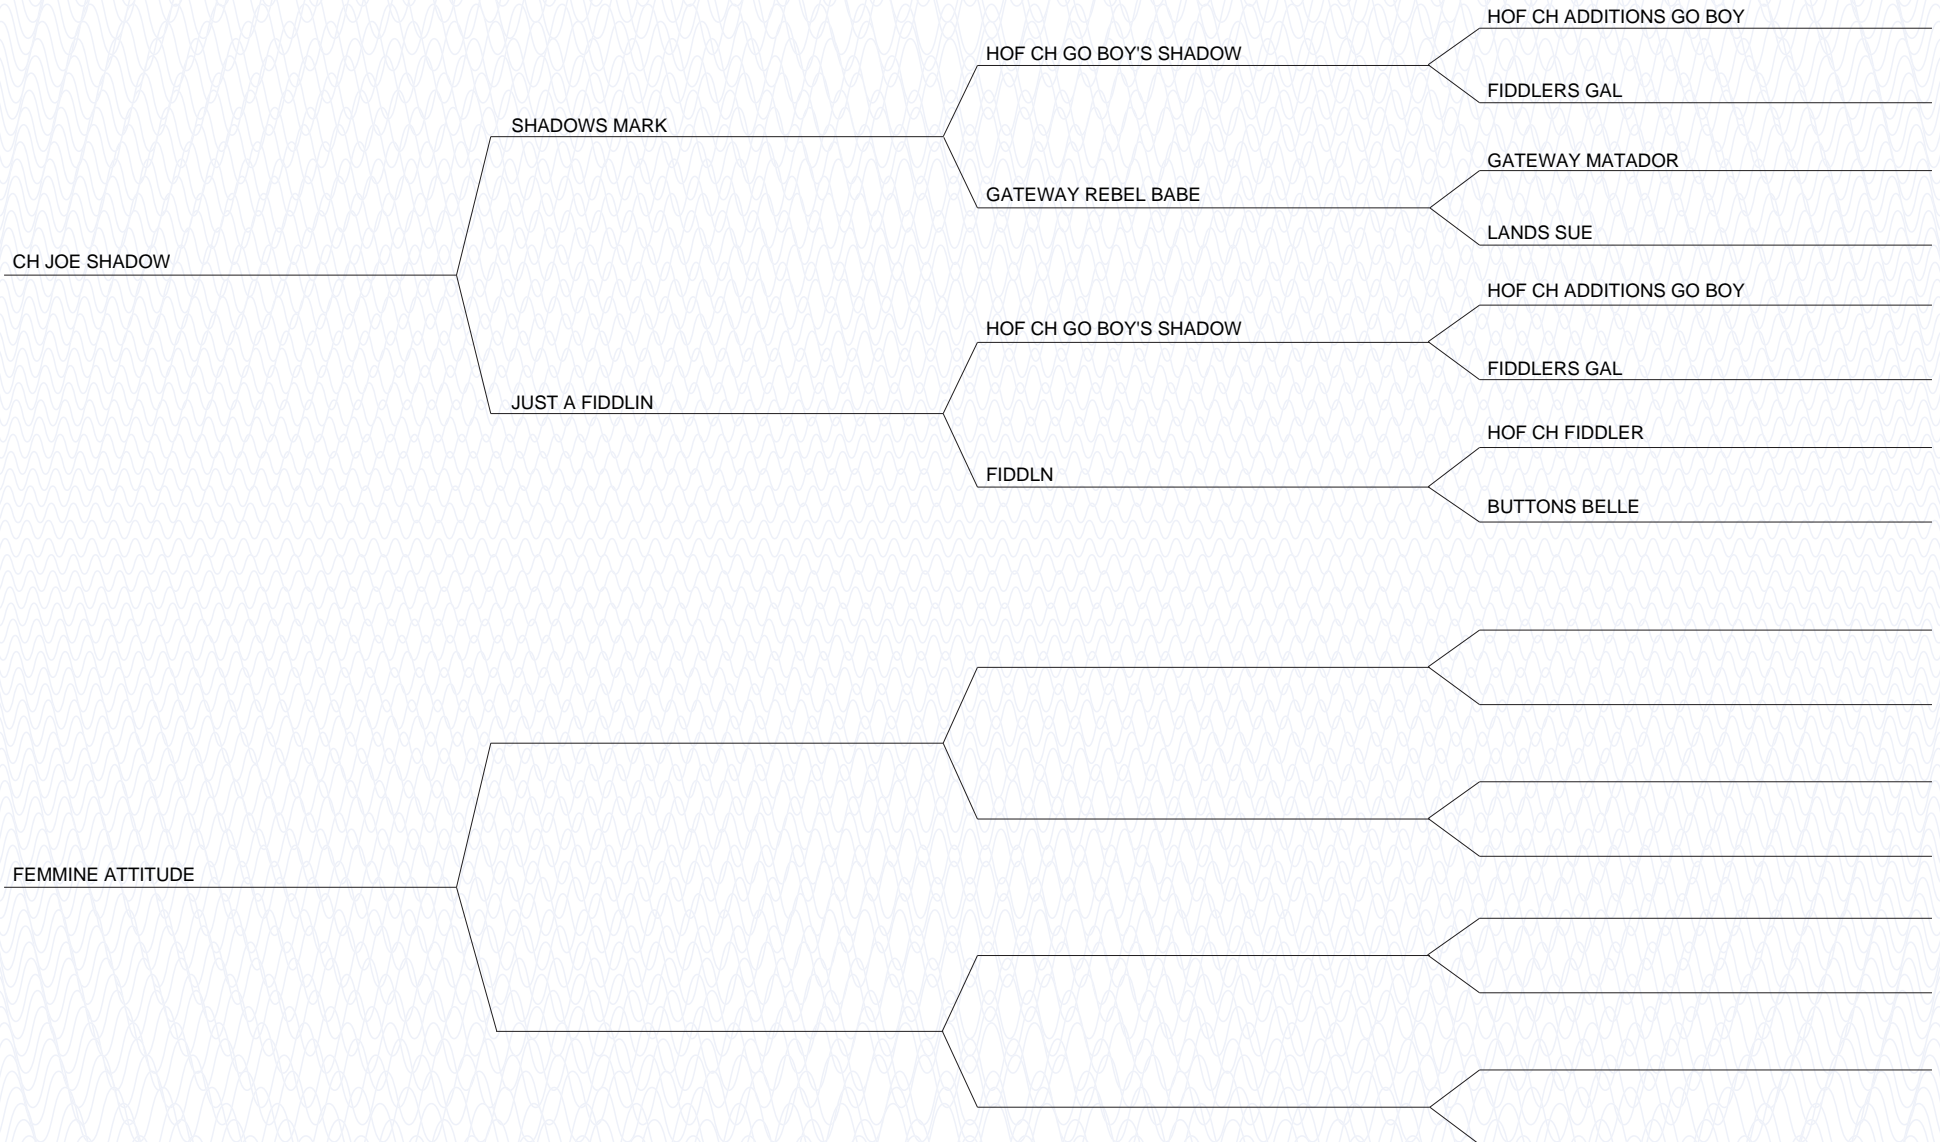 HOF CH ADDITIONS GO BOY
HOF CH GO BOY'S SHADOW
FIDDLERS GAL
SHADOWS MARK
GATEWAY MATADOR
GATEWAY REBEL BABE
LANDS SUE
CH JOE SHADOW
HOF CH ADDITIONS GO BOY
HOF CH GO BOY'S SHADOW
FIDDLERS GAL
JUST A FIDDLIN
HOF CH FIDDLER
FIDDLN
BUTTONS BELLE
FEMMINE ATTITUDE